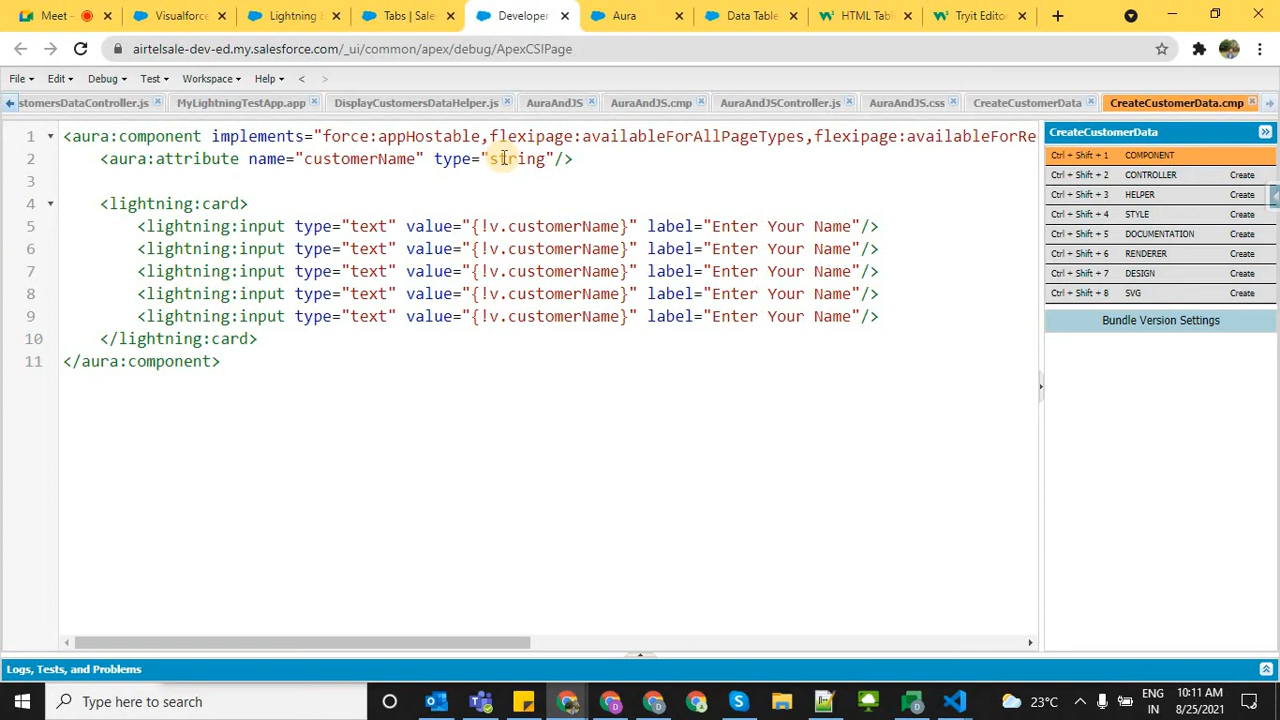 Meet -
Visualforce
Lightning E
Tabs | Sale
Developer
Aura
Data Table
HTML Tab
Tryit Editor
airtelsale-dev-ed.my.salesforce.com/_ui/common/apex/debug/ApexCSIPage
File Edit Debug Test Workspace Help < >
stomersDataController.js MyLightningTestApp.app DisplayCustomersDataHelper.js AuraAndJS AuraAndJS.cmp AuraAndJSController.js AuraAndJS.css CreateCustomerData CreateCustomerData.cmp
1 <aura:component implements="force:appHostable,flexipage:availableForAllPageTypes,flexipage:availableForRe
2 <aura:attribute name="customerName" type="string"/>
3
4 <lightning:card>
5 <lightning:input type="text" value="{!v.customerName}" label="Enter Your Name"/>
6 <lightning:input type="text" value="{!v.customerName}" label="Enter Your Name"/>
7 <lightning:input type="text" value="{!v.customerName}" label="Enter Your Name"/>
8 <lightning:input type="text" value="{!v.customerName}" label="Enter Your Name"/>
9 <lightning:input type="text" value="{!v.customerName}" label="Enter Your Name"/>
10 </lightning:card>
11 </aura:component>
CreateCustomerData
Ctrl + Shift + 1 COMPONENT
Ctrl + Shift + 2 CONTROLLER Create
Ctrl + Shift + 3 HELPER Create
Ctrl + Shift + 4 STYLE Create
Ctrl + Shift + 5 DOCUMENTATION Create
Ctrl + Shift + 6 RENDERER Create
Ctrl + Shift + 7 DESIGN Create
Ctrl + Shift + 8 SVG Create
Bundle Version Settings
Logs, Tests, and Problems
Type here to search
23°C
ENG
IN
10:11 AM
8/25/2021